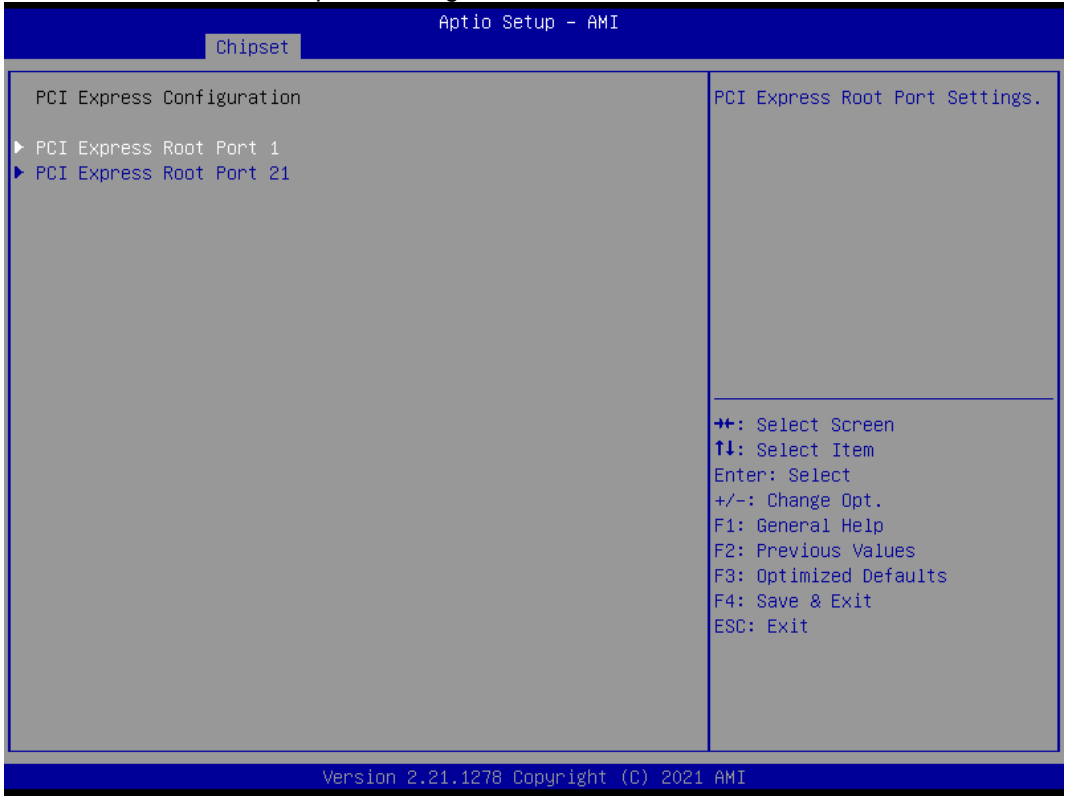 Aptio Setup – AMI
Chipset
PCI Express Configuration
▶ PCI Express Root Port 1
▶ PCI Express Root Port 21
PCI Express Root Port Settings.
→←: Select Screen
↑↓: Select Item
Enter: Select
+/-: Change Opt.
F1: General Help
F2: Previous Values
F3: Optimized Defaults
F4: Save & Exit
ESC: Exit
Version 2.21.1278 Copyright (C) 2021 AMI